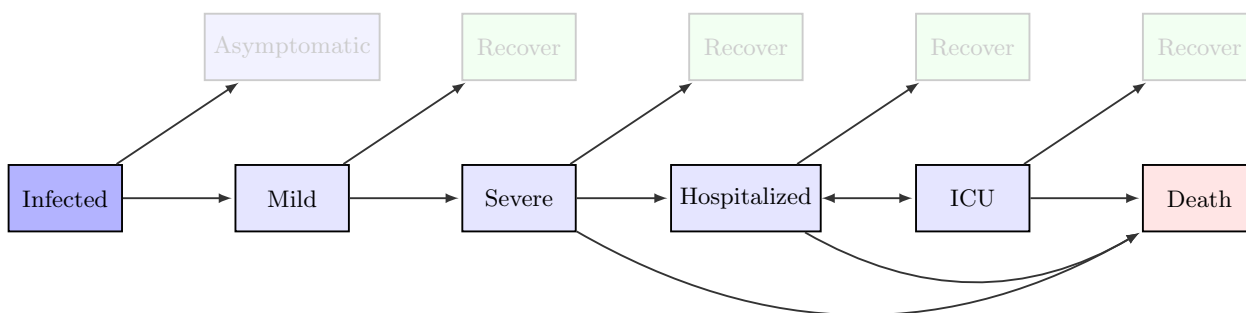 Asymptomatic
Recover
Recover
Recover
Recover
Infected
Mild
Severe
Hospitalized
ICU
Death